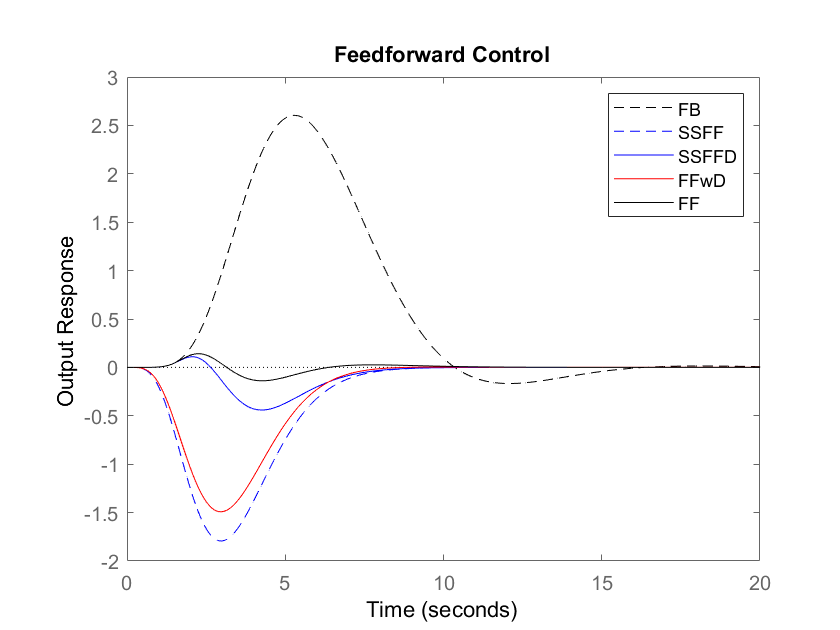 Feedforward Control
3
2.5
2
1.5
1
0.5
0
-0.5
-1
-1.5
-2
0
5
10
15
20
Output Response
Time (seconds)
FB
SSFF
SSFFD
FFwD
FF